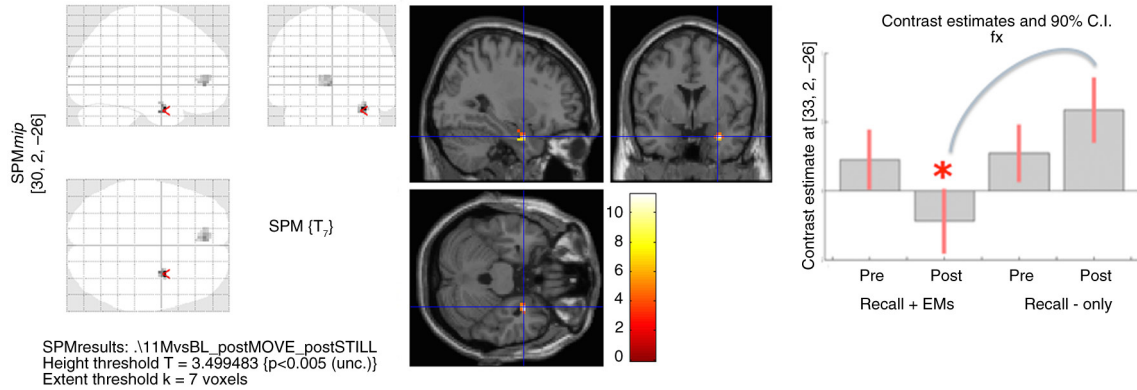 SPMmip
[30, 2, −26]
SPM {T7}
SPMresults: .\11MvsBL_postMOVE_postSTILL
Height threshold T = 3.499483 {p<0.005 (unc.)}
Extent threshold k = 7 voxels
10
8
6
4
2
0
Contrast estimates and 90% C.I.
fx
Contrast estimate at [33, 2, −26]
*
Pre
Post
Pre
Post
Recall + EMs
Recall - only